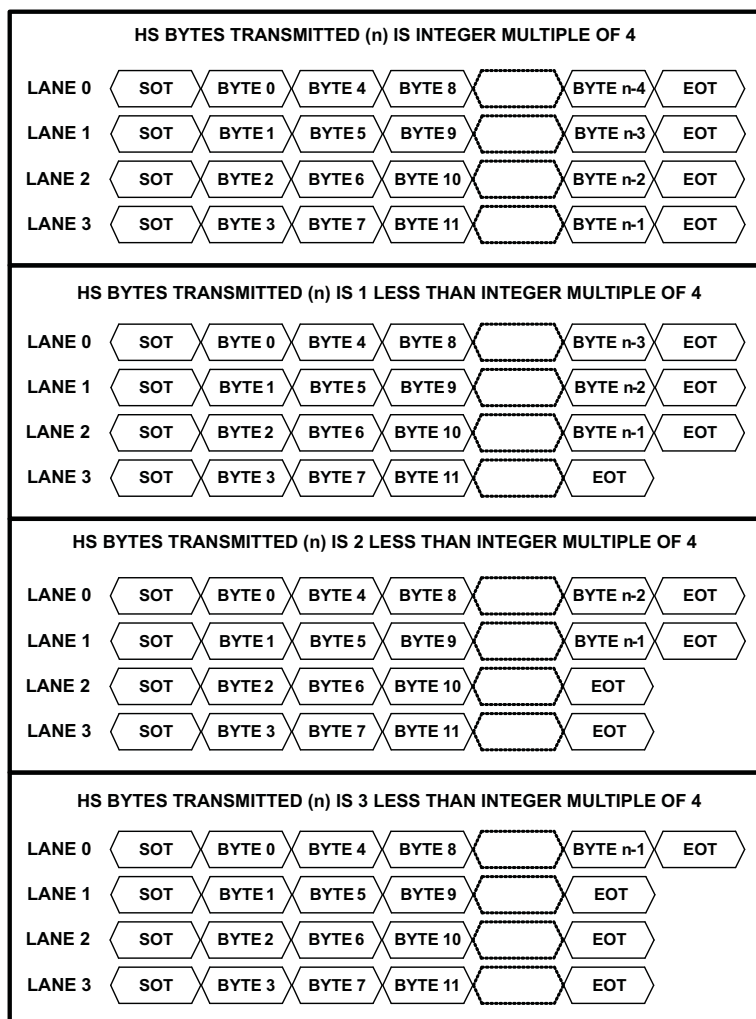 HS BYTES TRANSMITTED (n) IS INTEGER MULTIPLE OF 4
LANE 0 SOT BYTE 0 BYTE 4 BYTE 8 BYTE n-4 EOT
LANE 1 SOT BYTE 1 BYTE 5 BYTE 9 BYTE n-3 EOT
LANE 2 SOT BYTE 2 BYTE 6 BYTE 10 BYTE n-2 EOT
LANE 3 SOT BYTE 3 BYTE 7 BYTE 11 BYTE n-1 EOT
HS BYTES TRANSMITTED (n) IS 1 LESS THAN INTEGER MULTIPLE OF 4
LANE 0 SOT BYTE 0 BYTE 4 BYTE 8 BYTE n-3 EOT
LANE 1 SOT BYTE 1 BYTE 5 BYTE 9 BYTE n-2 EOT
LANE 2 SOT BYTE 2 BYTE 6 BYTE 10 BYTE n-1 EOT
LANE 3 SOT BYTE 3 BYTE 7 BYTE 11 EOT
HS BYTES TRANSMITTED (n) IS 2 LESS THAN INTEGER MULTIPLE OF 4
LANE 0 SOT BYTE 0 BYTE 4 BYTE 8 BYTE n-2 EOT
LANE 1 SOT BYTE 1 BYTE 5 BYTE 9 BYTE n-1 EOT
LANE 2 SOT BYTE 2 BYTE 6 BYTE 10 EOT
LANE 3 SOT BYTE 3 BYTE 7 BYTE 11 EOT
HS BYTES TRANSMITTED (n) IS 3 LESS THAN INTEGER MULTIPLE OF 4
LANE 0 SOT BYTE 0 BYTE 4 BYTE 8 BYTE n-1 EOT
LANE 1 SOT BYTE 1 BYTE 5 BYTE 9 EOT
LANE 2 SOT BYTE 2 BYTE 6 BYTE 10 EOT
LANE 3 SOT BYTE 3 BYTE 7 BYTE 11 EOT